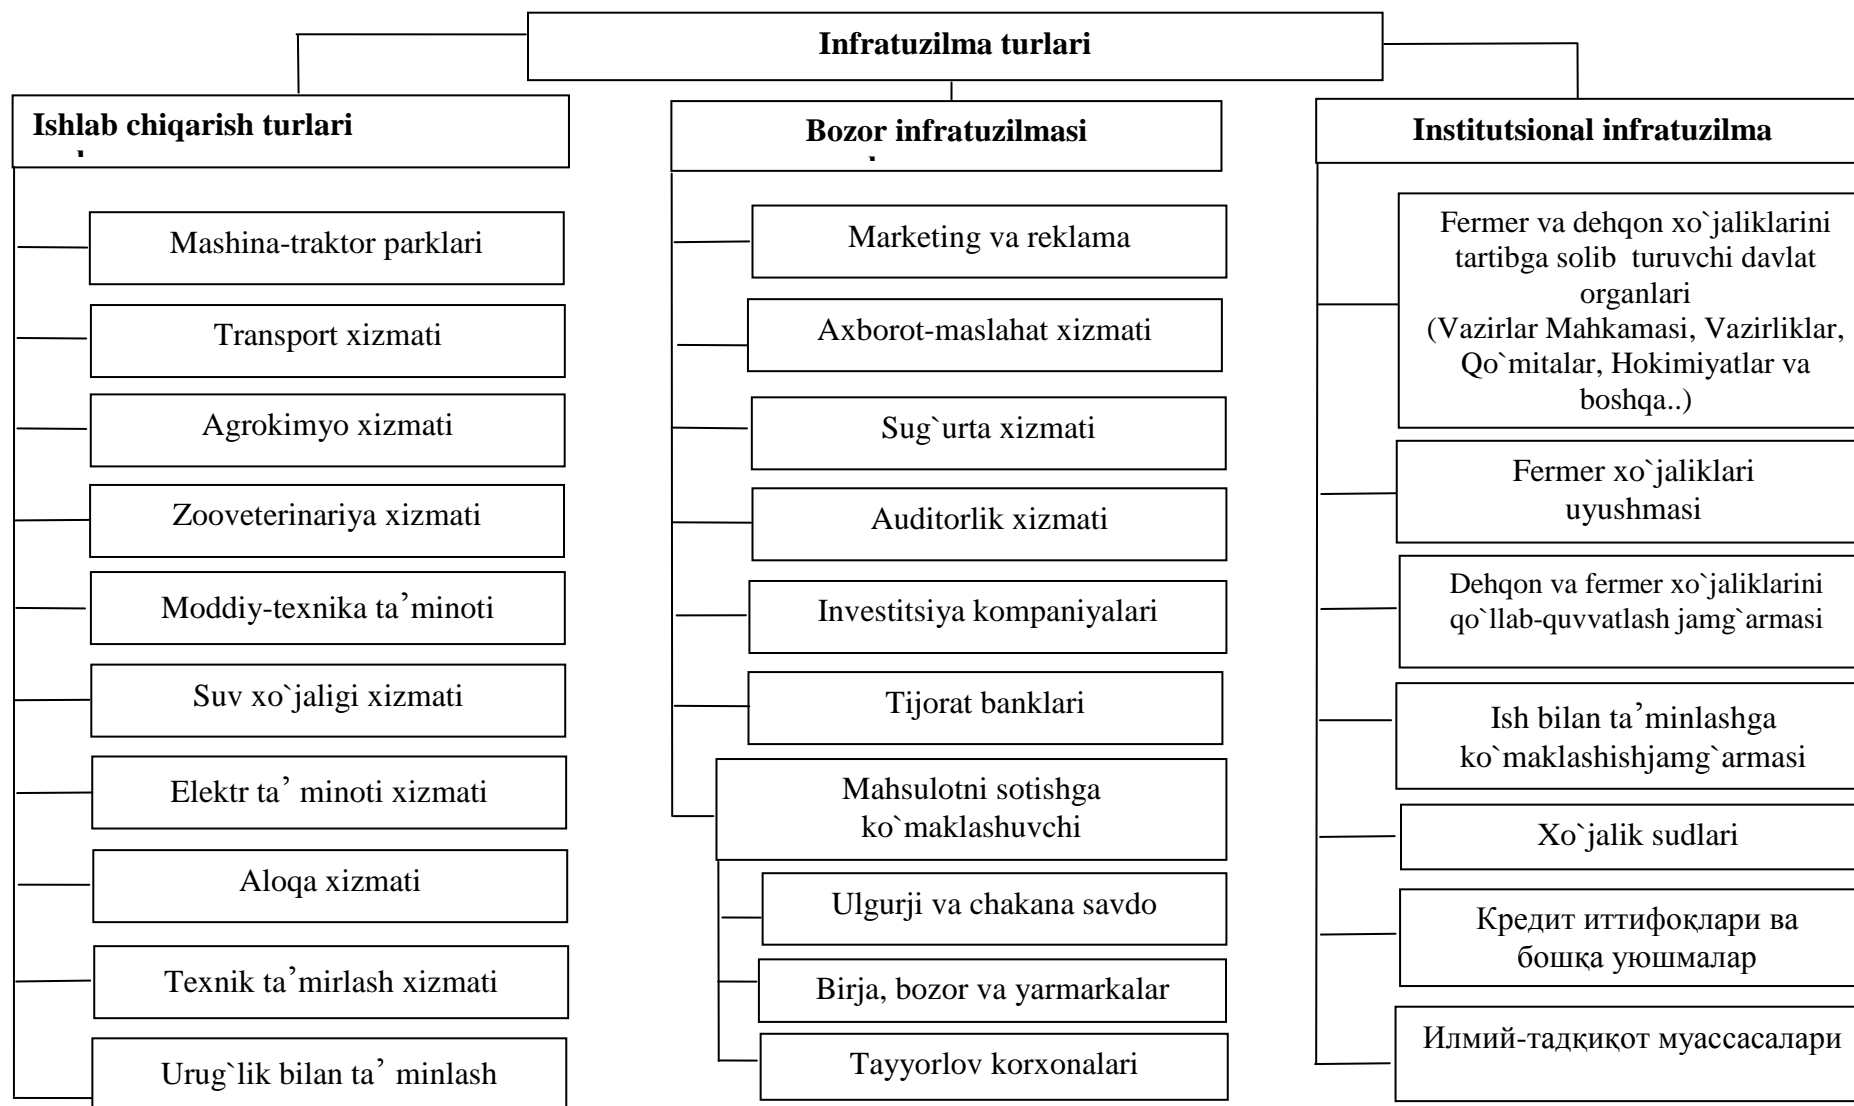 Infratuzilma turlari
Ishlab chiqarish turlari
Mashina-traktor parklari
Transport xizmati
Agrokimyo xizmati
Zooveterinariya xizmati
Moddiy-texnika ta’minoti
Suv xo`jaligi xizmati
Elektr ta’ minoti xizmati
Aloqa xizmati
Texnik ta’mirlash xizmati
Urug`lik bilan ta’ minlash
Bozor infratuzilmasi
Marketing va reklama
Axborot-maslahat xizmati
Sug`urta xizmati
Auditorlik xizmati
Investitsiya kompaniyalari
Tijorat banklari
Mahsulotni sotishga
ko`maklashuvchi
Ulgurji va chakana savdo
Birja, bozor va yarmarkalar
Tayyorlov korxonalari
Institutsional infratuzilma
Fermer va dehqon xo`jaliklarini
tartibga solib turuvchi davlat
organlari
(Vazirlar Mahkamasi, Vazirliklar,
Qo`mitalar, Hokimiyatlar va
boshqa..)
Fermer xo`jaliklari
uyushmasi
Dehqon va fermer xo`jaliklarini
qo`llab-quvvatlash jamg`armasi
Ish bilan ta’minlashga
ko`maklashishjamg`armasi
Xo`jalik sudlari
Кредит иттифоқлари ва
бошқа уюшмалар
Илмий-тадқиқот муассасалари